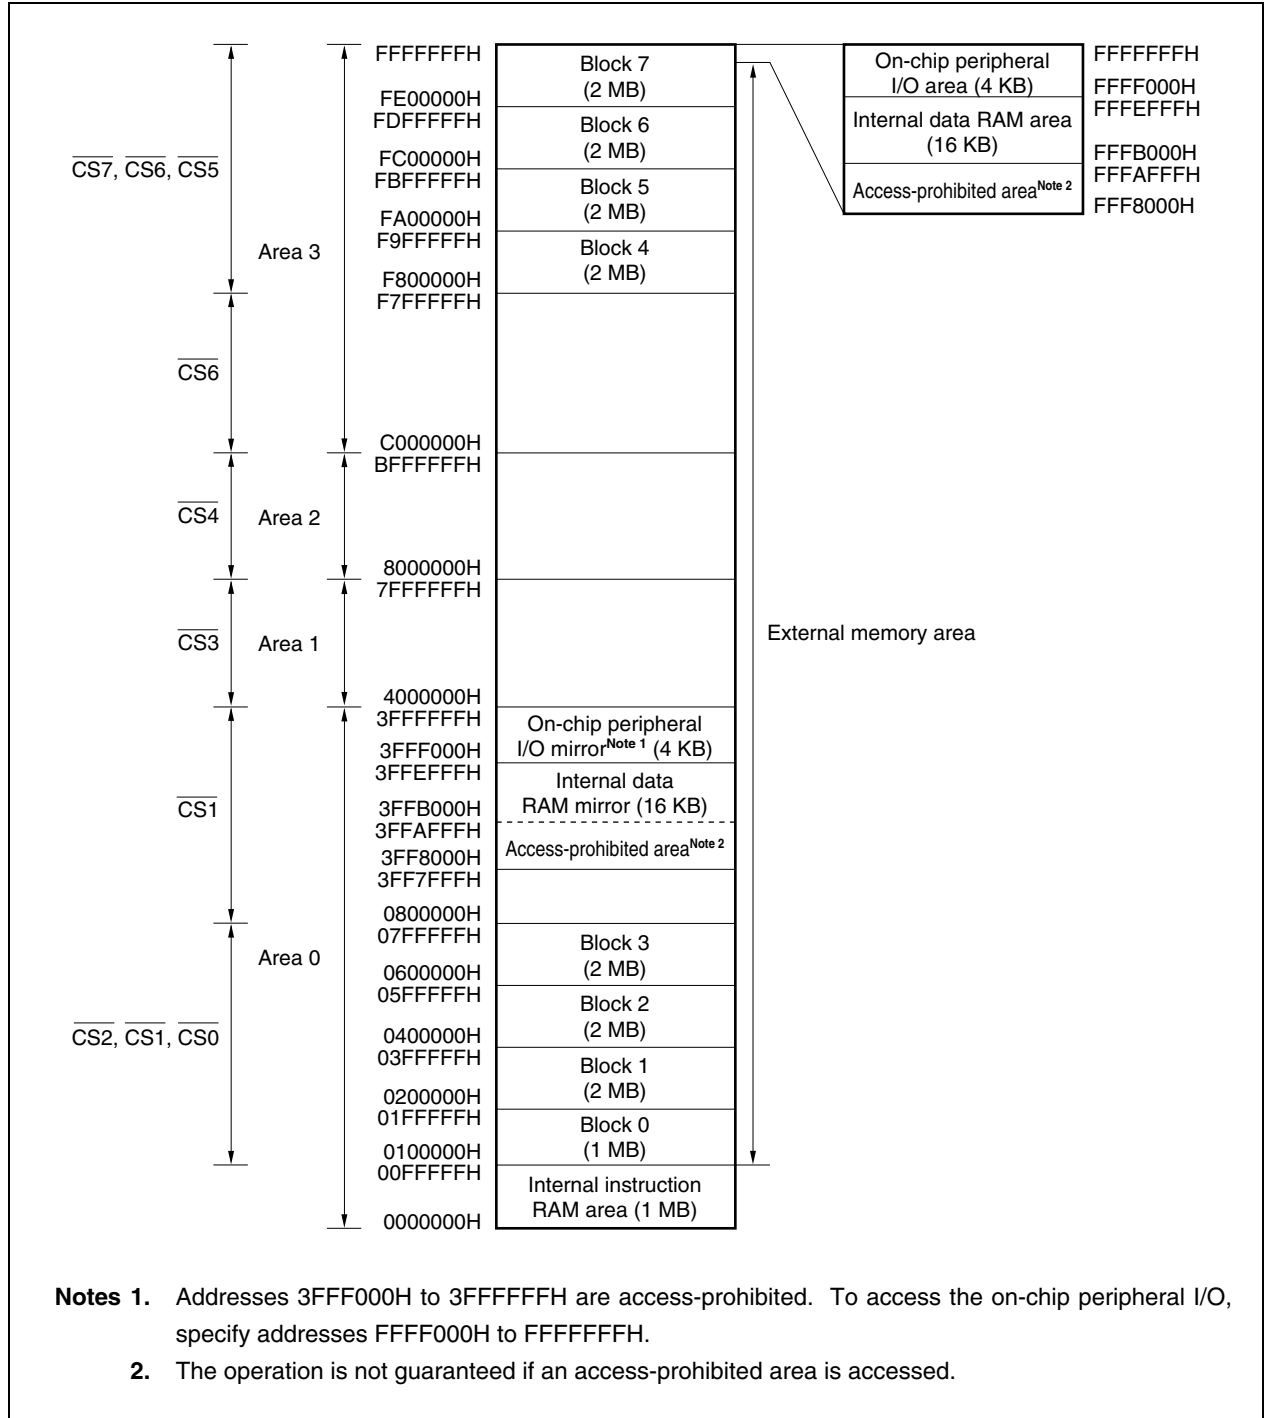 FFFFFFFH
Block 7
(2 MB)
FE00000H
FDFFFFFH
Block 6
(2 MB)
FC00000H
FBFFFFFH
Block 5
(2 MB)
FA00000H
F9FFFFFH
Block 4
(2 MB)
F800000H
F7FFFFFH
CS7, CS6, CS5
Area 3
CS6
C000000H
BFFFFFFH
CS4
Area 2
8000000H
7FFFFFFH
CS3
Area 1
4000000H
3FFFFFFH
On-chip peripheral
I/O mirrorNote 1 (4 KB)
3FFF000H
3FFEFFFH
Internal data
RAM mirror (16 KB)
CS1
3FFB000H
3FFAFFFH
Access-prohibited areaNote 2
3FF8000H
3FF7FFFH
0800000H
07FFFFFH
Area 0
Block 3
(2 MB)
0600000H
05FFFFFH
Block 2
(2 MB)
CS2, CS1, CS0
0400000H
03FFFFFH
Block 1
(2 MB)
0200000H
01FFFFFH
Block 0
(1 MB)
0100000H
00FFFFFH
Internal instruction
RAM area (1 MB)
0000000H
External memory area
On-chip peripheral
I/O area (4 KB)
FFFFFFFH
FFFF000H
FFFEFFFH
Internal data RAM area
(16 KB)
FFFB000H
FFFAFFFH
Access-prohibited areaNote 2
FFF8000H
Notes 1. Addresses 3FFF000H to 3FFFFFFH are access-prohibited. To access the on-chip peripheral I/O,
specify addresses FFFF000H to FFFFFFFH.
2. The operation is not guaranteed if an access-prohibited area is accessed.